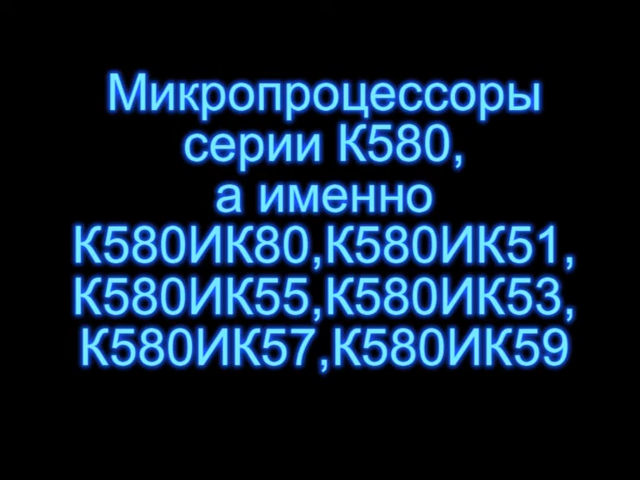 Микропроцессоры
серии К580,
а именно
К580ИК80,К580ИК51,
К580ИК55,К580ИК53,
К580ИК57,К580ИК59